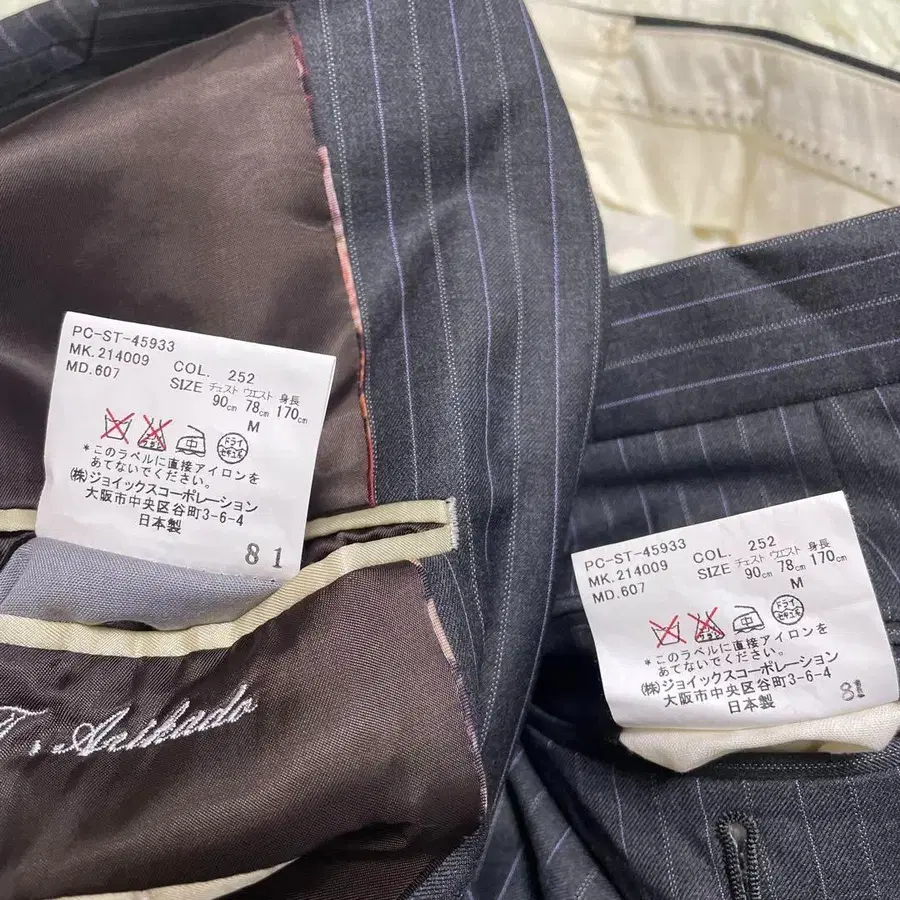 PC-ST-45933
MK.214009 COL. 252
MD.607 SIZE チェスト ウエスト 身長
90cm 78cm 170cm
M
ドライ
*このラベルに直接アイロンを
あてないでください。
(株)ジョイックスコーポレーション
大阪市中央区谷町3-6-4
日本製
81
T. Arikado
PC-ST-45933
MK.214009 COL. 252
MD.607 SIZE チェスト ウエスト 身長
90cm 78cm 170cm
M
ドライ
*このラベルに直接アイロンを
あてないでください。
(株)ジョイックスコーポレーション
大阪市中央区谷町3-6-4
日本製
81